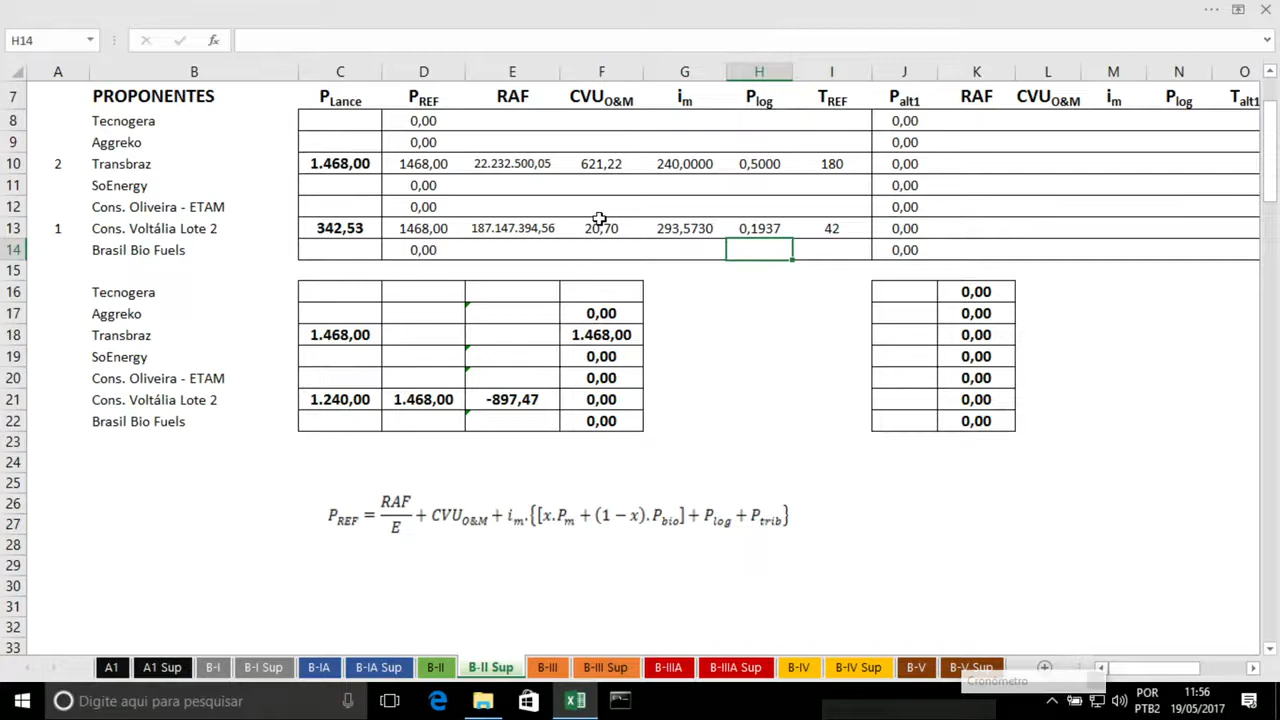 H14
fx
A B C D E F G H I J K L M N O
7 PROPONENTES PLance PREF RAF CVUO&M im Plog TREF Palt1 RAF CVUO&M im Plog Talt1
8 Tecnogera 0,00 0,00
9 Aggreko 0,00 0,00
10 2 Transbraz 1.468,00 1468,00 22.232.500,05 621,22 240,0000 0,5000 180 0,00
11 SoEnergy 0,00 0,00
12 Cons. Oliveira - ETAM 0,00 0,00
13 1 Cons. Voltália Lote 2 342,53 1468,00 187.147.394,56 20,70 293,5730 0,1937 42 0,00
14 Brasil Bio Fuels 0,00 0,00
15
16 Tecnogera 0,00
17 Aggreko 0,00 0,00
18 Transbraz 1.468,00 1.468,00 0,00
19 SoEnergy 0,00 0,00
20 Cons. Oliveira - ETAM 0,00 0,00
21 Cons. Voltália Lote 2 1.240,00 1.468,00 -897,47 0,00 0,00
22 Brasil Bio Fuels 0,00 0,00
23
24
25
26 PREF = RAF/E + CVUO&M + im.{[x.Pm + (1 − x).Pbio] + Plog + Ptrib}
27
28
29
30
31
32
33
A1 A1 Sup B-I B-I Sup B-IA B-IA Sup B-II B-II Sup B-III B-III Sup B-IIIA B-IIIA Sup B-IV B-IV Sup B-V B-V Sup
Cronômetro
Digite aqui para pesquisar
POR 11:56
PTB2 19/05/2017